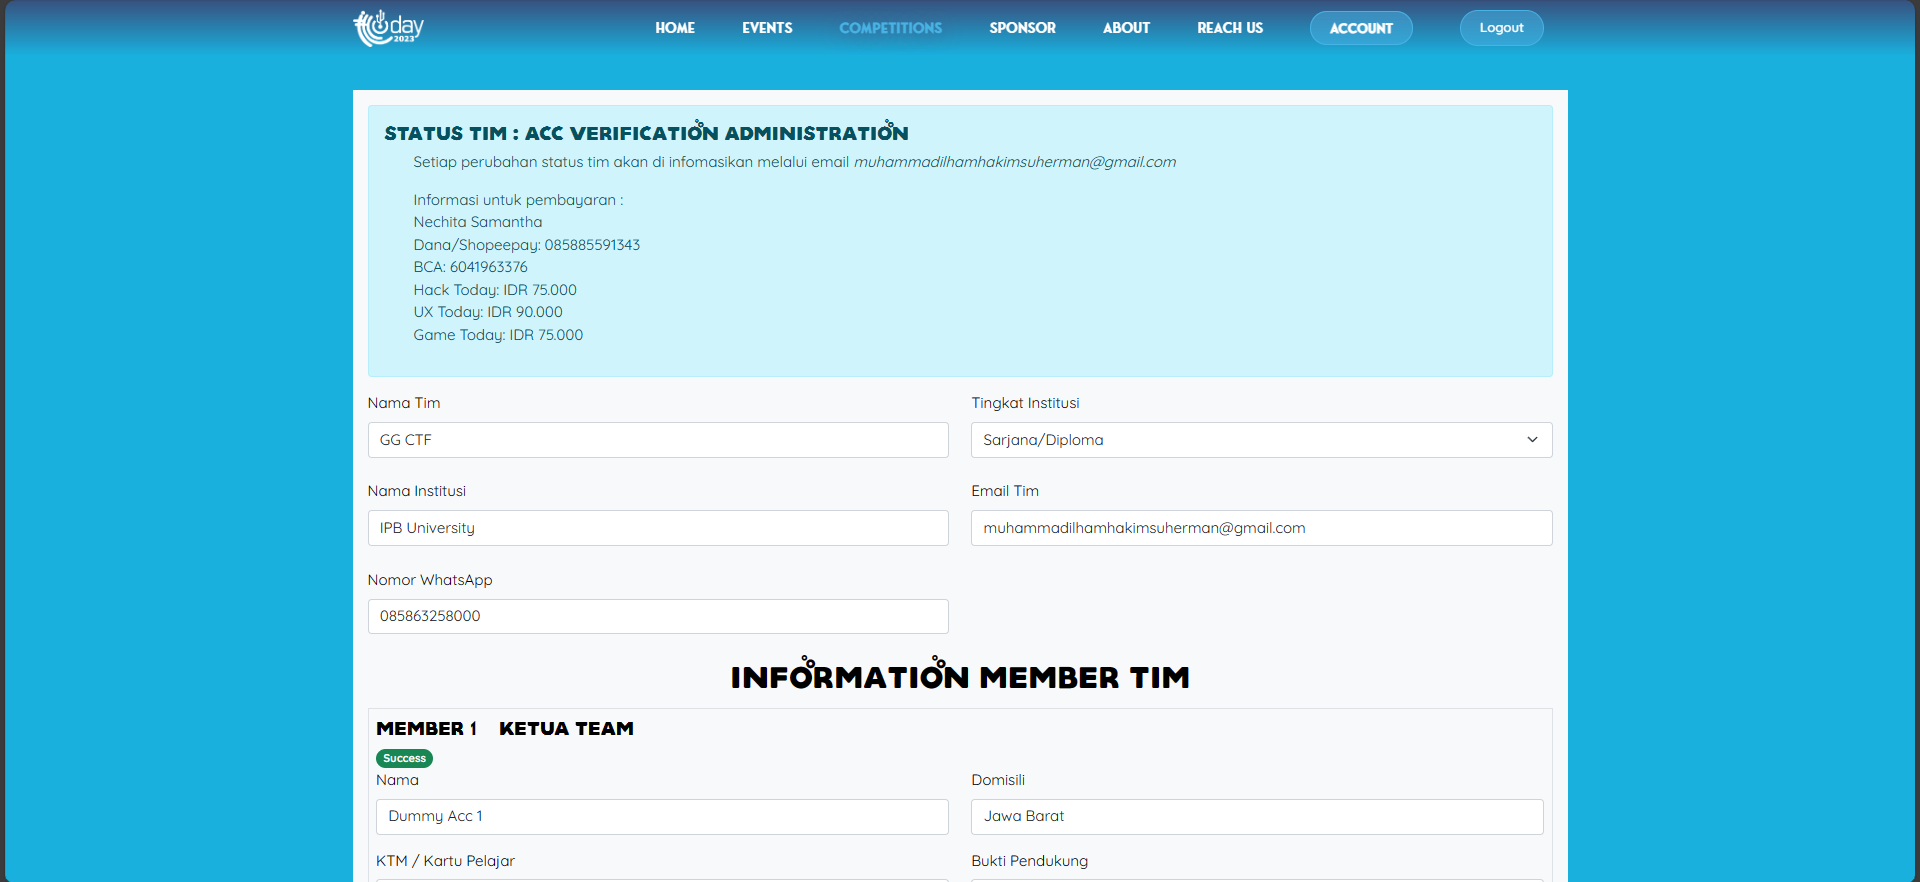 today
2023
HOME
EVENTS
COMPETITIONS
SPONSOR
ABOUT
REACH US
ACCOUNT
Logout
STATUS TIM : ACC VERIFICATION ADMINISTRATION
Setiap perubahan status tim akan di infomasikan melalui email muhammadilhamhakimsuherman@gmail.com
Informasi untuk pembayaran :
Nechita Samantha
Dana/Shopeepay: 085885591343
BCA: 6041963376
Hack Today: IDR 75.000
UX Today: IDR 90.000
Game Today: IDR 75.000
Nama Tim
GG CTF
Tingkat Institusi
Sarjana/Diploma
Nama Institusi
IPB University
Email Tim
muhammadilhamhakimsuherman@gmail.com
Nomor WhatsApp
085863258000
INFORMATION MEMBER TIM
MEMBER 1 KETUA TEAM
Success
Nama
Dummy Acc 1
Domisili
Jawa Barat
KTM / Kartu Pelajar
Bukti Pendukung